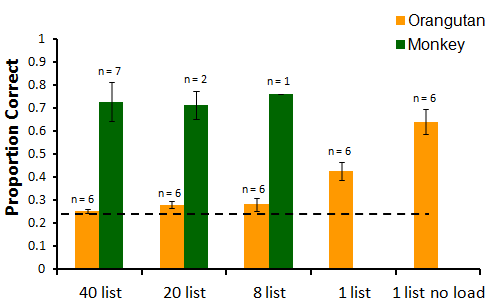 Orangutan
Monkey
Proportion Correct
1
0.9
0.8
0.7
0.6
0.5
0.4
0.3
0.2
0.1
0
n = 7
n = 2
n = 1
n = 6
n = 6
n = 6
n = 6
n = 6
40 list
20 list
8 list
1 list
1 list no load